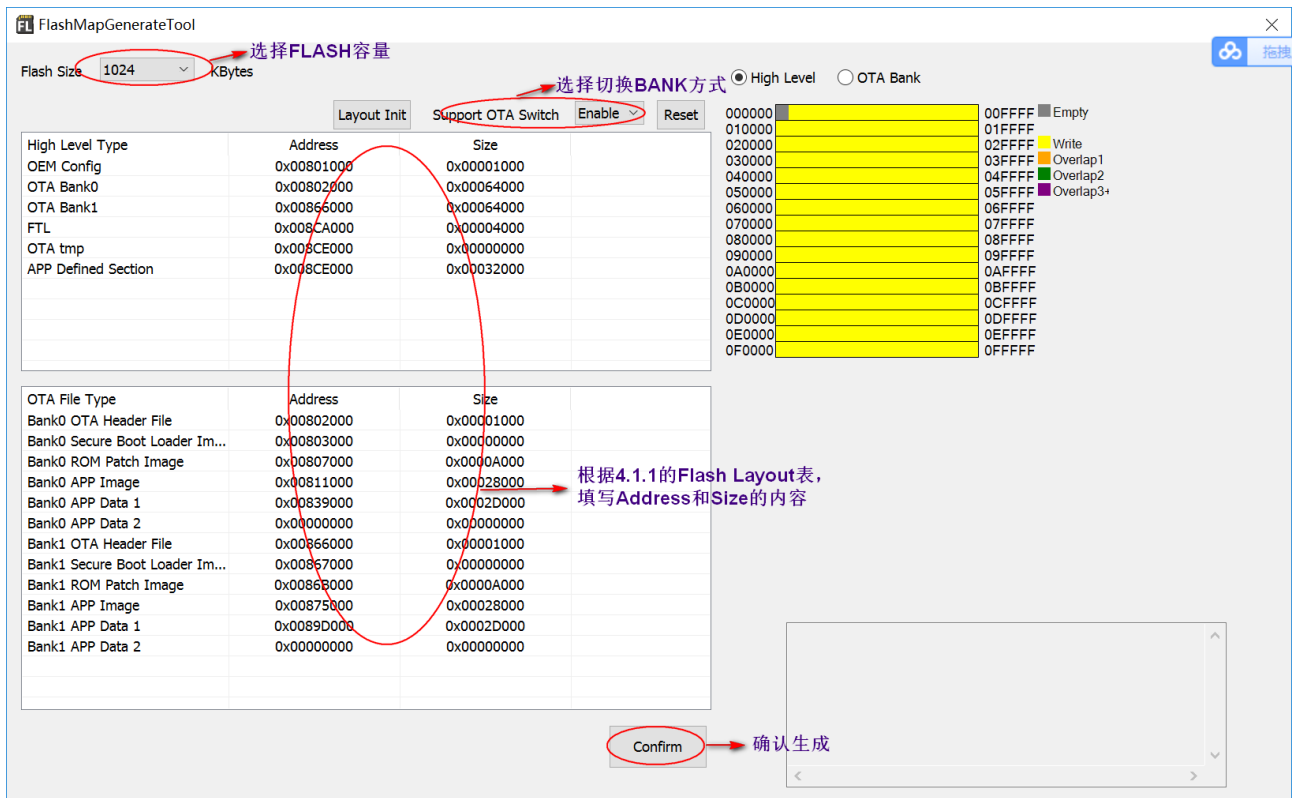 FL FlashMapGenerateTool
选择FLASH容量
拖拽
Flash Size 1024 KBytes
选择切换BANK方式
High Level OTA Bank
Layout Init Support OTA Switch Enable Reset
High Level Type Address Size
OEM Config 0x00801000 0x00001000
OTA Bank0 0x00802000 0x00064000
OTA Bank1 0x00866000 0x00064000
FTL 0x008CA000 0x00004000
OTA tmp 0x008CE000 0x00000000
APP Defined Section 0x008CE000 0x00032000
000000 00FFFF Empty
010000 01FFFF
020000 02FFFF Write
030000 03FFFF Overlap1
040000 04FFFF Overlap2
050000 05FFFF Overlap3+
060000 06FFFF
070000 07FFFF
080000 08FFFF
090000 09FFFF
0A0000 0AFFFF
0B0000 0BFFFF
0C0000 0CFFFF
0D0000 0DFFFF
0E0000 0EFFFF
0F0000 0FFFFF
OTA File Type Address Size
Bank0 OTA Header File 0x00802000 0x00001000
Bank0 Secure Boot Loader Im... 0x00803000 0x00000000
Bank0 ROM Patch Image 0x00807000 0x0000A000
Bank0 APP Image 0x00811000 0x00028000
Bank0 APP Data 1 0x00839000 0x0002D000
Bank0 APP Data 2 0x00000000 0x00000000
Bank1 OTA Header File 0x00866000 0x00001000
Bank1 Secure Boot Loader Im... 0x00867000 0x00000000
Bank1 ROM Patch Image 0x0086B000 0x0000A000
Bank1 APP Image 0x00875000 0x00028000
Bank1 APP Data 1 0x0089D000 0x0002D000
Bank1 APP Data 2 0x00000000 0x00000000
根据4.1.1的Flash Layout表，
填写Address和Size的内容
Confirm
确认生成